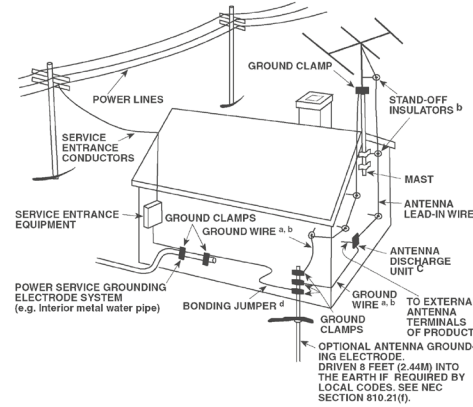 GROUND CLAMP
POWER LINES
STAND-OFF
INSULATORS b
SERVICE
ENTRANCE
CONDUCTORS
MAST
ANTENNA
LEAD-IN WIRE
SERVICE ENTRANCE
EQUIPMENT
GROUND CLAMPS
GROUND WIRE a, b
ANTENNA
DISCHARGE
UNIT C
POWER SERVICE GROUNDING
ELECTRODE SYSTEM
(e.g. Interior metal water pipe)
BONDING JUMPER d
GROUND
WIRE a, b
GROUND
CLAMPS
TO EXTERNA
ANTENNA
TERMINALS
OF PRODUCT
OPTIONAL ANTENNA GROUND-
ING ELECTRODE.
DRIVEN 8 FEET (2.44M) INTO
THE EARTH IF REQUIRED BY
LOCAL CODES. SEE NEC
SECTION 810.21(f).